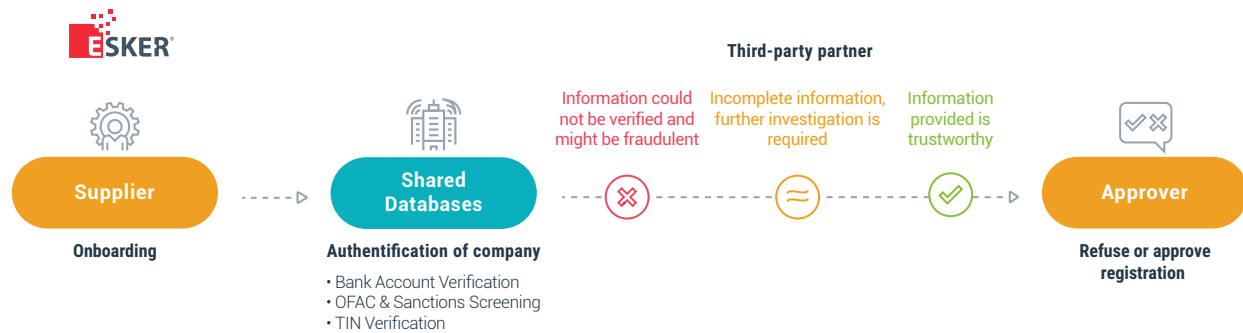 ESKER®
Third-party partner
Information could
not be verified and
might be fraudulent
Incomplete information,
further investigation is
required
Information
provided is
trustworthy
Supplier
Shared
Databases
Approver
Onboarding
Authentification of company
• Bank Account Verification
• OFAC & Sanctions Screening
• TIN Verification
Refuse or approve
registration